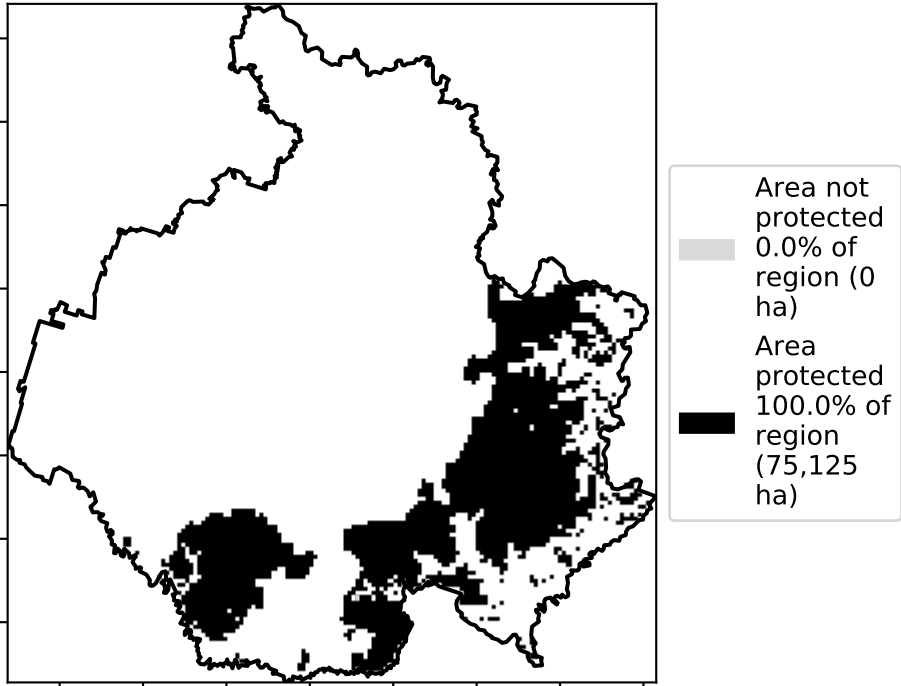 Area not
protected
0.0% of
region (0
ha)
Area
protected
100.0% of
region
(75,125
ha)